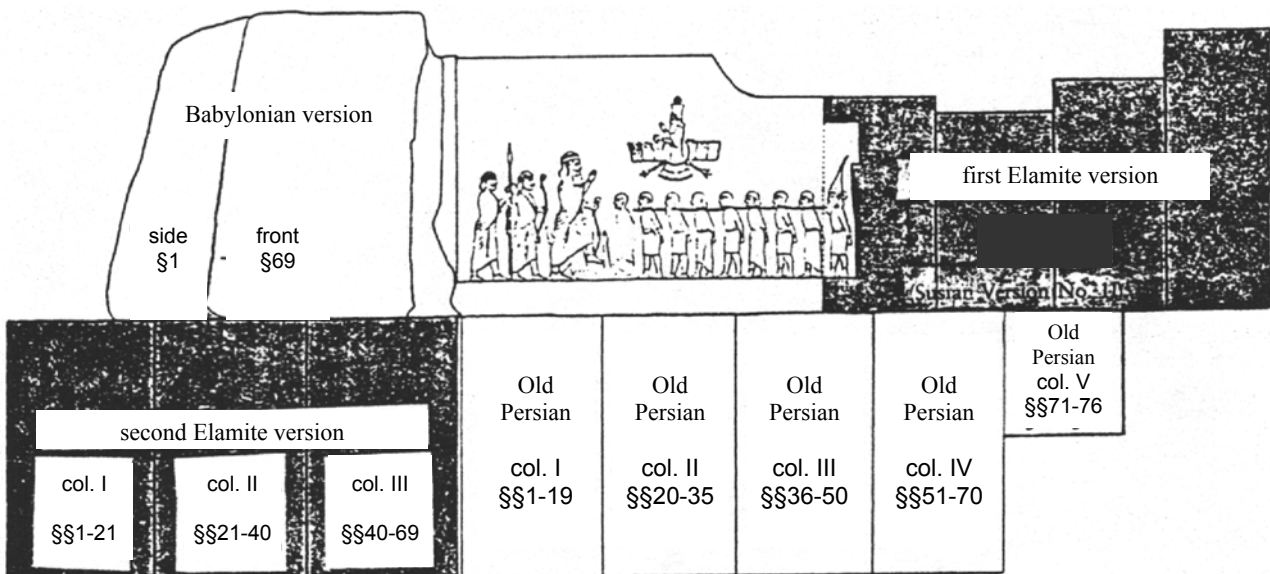 Babylonian version
side
§1
front
§69
first Elamite version
(Susian Version No. II)
second Elamite version
col. I
§§1-21
col. II
§§21-40
col. III
§§40-69
Old
Persian
col. I
§§1-19
Old
Persian
col. II
§§20-35
Old
Persian
col. III
§§36-50
Old
Persian
col. IV
§§51-70
Old
Persian
col. V
§§71-76